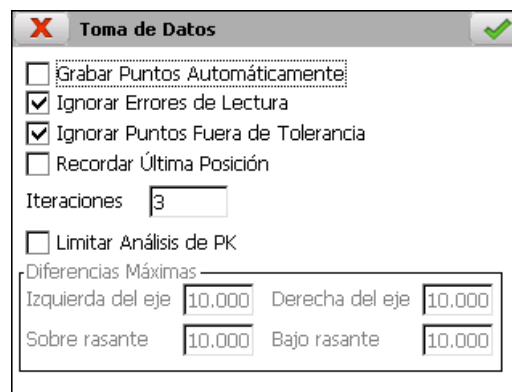 Toma de Datos
Grabar Puntos Automáticamente
Ignorar Errores de Lectura
Ignorar Puntos Fuera de Tolerancia
Recordar Última Posición
Iteraciones 3
Limitar Análisis de PK
Diferencias Máximas
Izquierda del eje 10.000 Derecha del eje 10.000
Sobre rasante 10.000 Bajo rasante 10.000